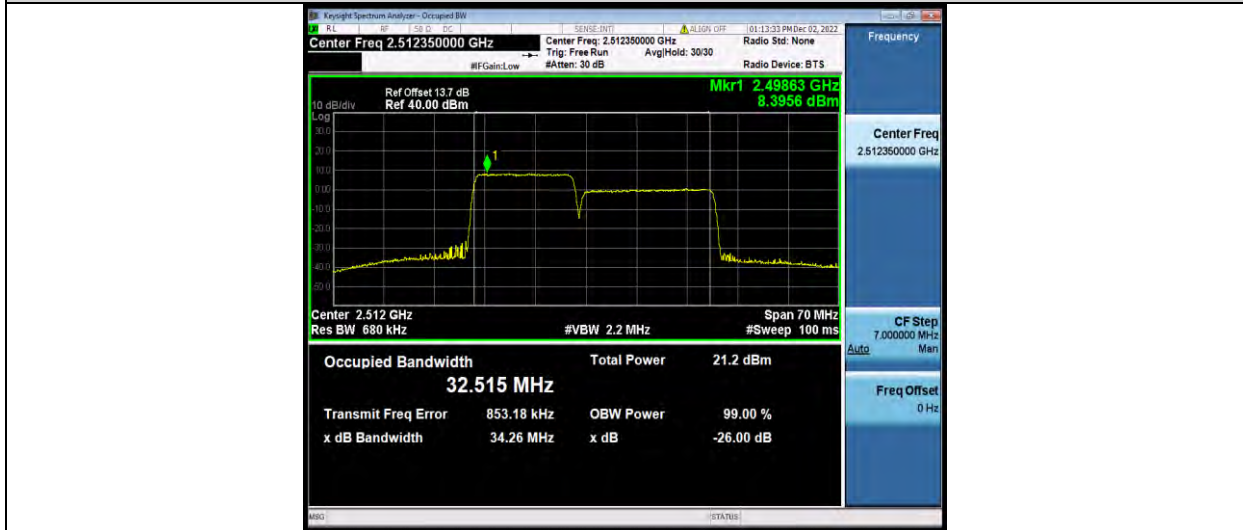 Keysight Spectrum Analyzer - Occupied BW
RL RF 50 Ω DC SENSE:INT ALIGN OFF 01:13:33 PM Dec 02, 2022
Center Freq 2.512350000 GHz
Center Freq: 2.512350000 GHz
Radio Std: None
Trig: Free Run Avg|Hold: 30/30
#IFGain:Low #Atten: 30 dB Radio Device: BTS
Frequency
Mkr1 2.49863 GHz
8.3956 dBm
Ref Offset 13.7 dB
10 dB/div Ref 40.00 dBm
Log
30.0
20.0
10.0
0.00
-10.0
-20.0
-30.0
-40.0
-50.0
1
Center 2.512 GHz Span 70 MHz
Res BW 680 kHz #VBW 2.2 MHz #Sweep 100 ms
Occupied Bandwidth Total Power 21.2 dBm
32.515 MHz
Transmit Freq Error 853.18 kHz OBW Power 99.00 %
x dB Bandwidth 34.26 MHz x dB -26.00 dB
Center Freq
2.512350000 GHz
CF Step
7.000000 MHz
Auto Man
Freq Offset
0 Hz
MSG STATUS